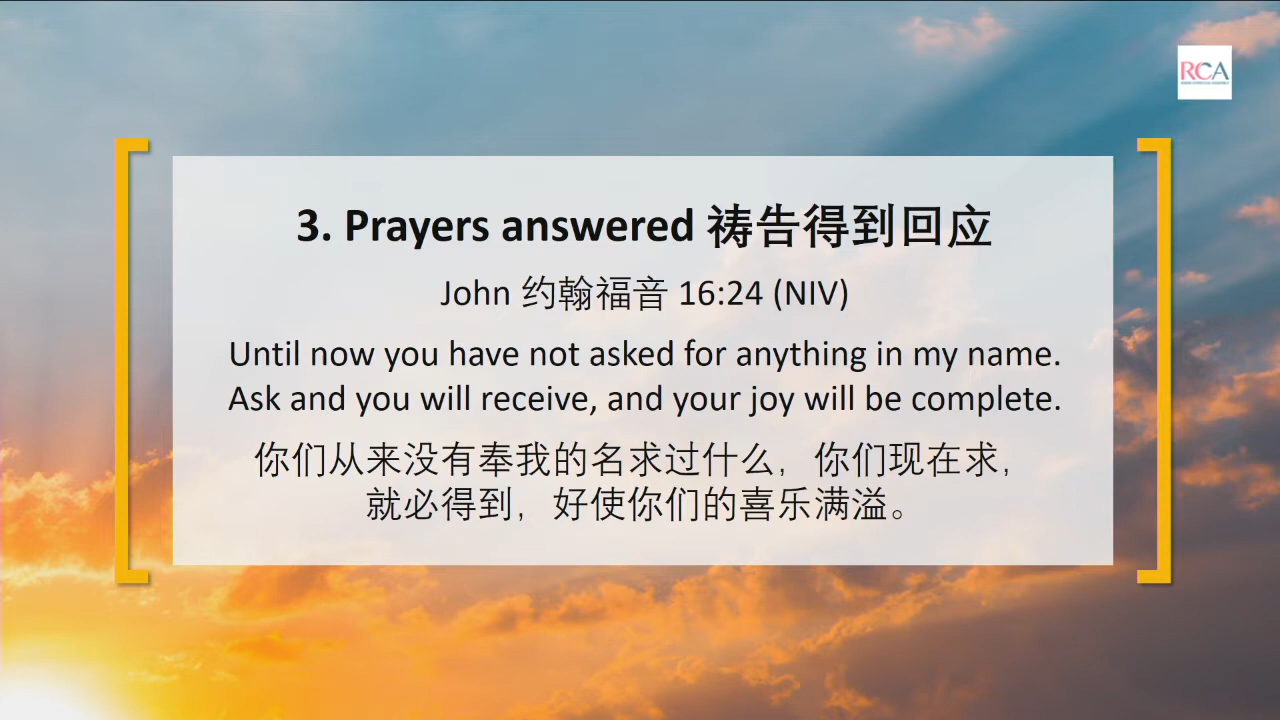 RCA
3. Prayers answered 祷告得到回应
John 约翰福音 16:24 (NIV)
Until now you have not asked for anything in my name.
Ask and you will receive, and your joy will be complete.
你们从来没有奉我的名求过什么，你们现在求，
就必得到，好使你们的喜乐满溢。